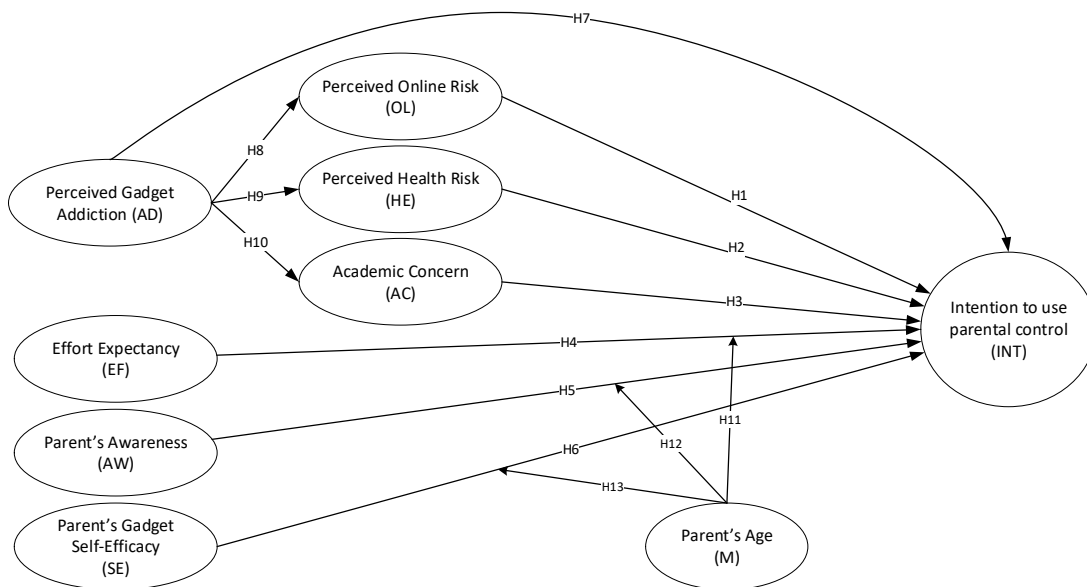 H7
Perceived Online Risk
(OL)
H8
H1
Perceived Gadget
Addiction (AD)
H9
Perceived Health Risk
(HE)
H2
H10
Academic Concern
(AC)
H3
Intention to use
parental control
(INT)
Effort Expectancy
(EF)
H4
H5
H11
Parent's Awareness
(AW)
H6
H12
H13
Parent's Gadget
Self-Efficacy
(SE)
Parent's Age
(M)